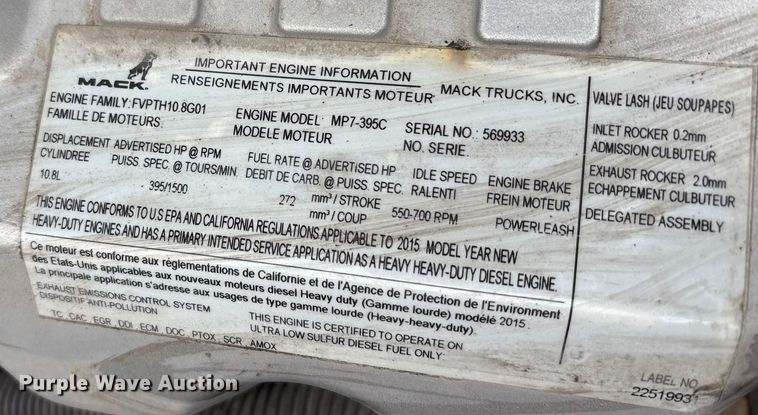 MACK.
IMPORTANT ENGINE INFORMATION
RENSEIGNEMENTS IMPORTANTS MOTEUR
MACK TRUCKS, INC.
ENGINE FAMILY: FVPTH10.8G01
FAMILLE DE MOTEURS.
ENGINE MODEL: MP7-395C
MODELE MOTEUR
SERIAL NO.: 569933
NO. SERIE.
DISPLACEMENT
CYLINDREE
10.8L
ADVERTISED HP @ RPM
PUISS. SPEC. @ TOURS/MIN.
395/1500
FUEL RATE @ ADVERTISED HP
DEBIT DE CARB. @ PUISS. SPEC.
272 mm³ / STROKE
mm³ / COUP
IDLE SPEED
RALENTI
550-700 RPM
ENGINE BRAKE
FREIN MOTEUR
POWERLEASH
THIS ENGINE CONFORMS TO U.S EPA AND CALIFORNIA REGULATIONS APPLICABLE TO 2015 MODEL YEAR NEW
HEAVY-DUTY ENGINES AND HAS A PRIMARY INTENDED SERVICE APPLICATION AS A HEAVY HEAVY-DUTY DIESEL ENGINE.
Ce moteur est conforme aux réglementations de Californie et de l'Agence de Protection de l'Environment
des Etats-Unis applicables aux nouveaux moteurs diesel Heavy duty (Gamme lourde) modélé 2015.
La principale application s'adresse aux usages de type gamme lourde (Heavy-heavy-duty).
EXHAUST EMISSIONS CONTROL SYSTEM
DISPOSITIF ANTI-POLLUTION
TC, CAC, EGR, DDI, ECM, DOC, PTOX, SCR, AMOX
THIS ENGINE IS CERTIFIED TO OPERATE ON
ULTRA LOW SULFUR DIESEL FUEL ONLY:
VALVE LASH (JEU SOUPAPES)
INLET ROCKER 0.2mm
ADMISSION CULBUTEUR
EXHAUST ROCKER 2.0mm
ECHAPPEMENT CULBUTEUR
DELEGATED ASSEMBLY
LABEL NO
22519931
Purple Wave Auction